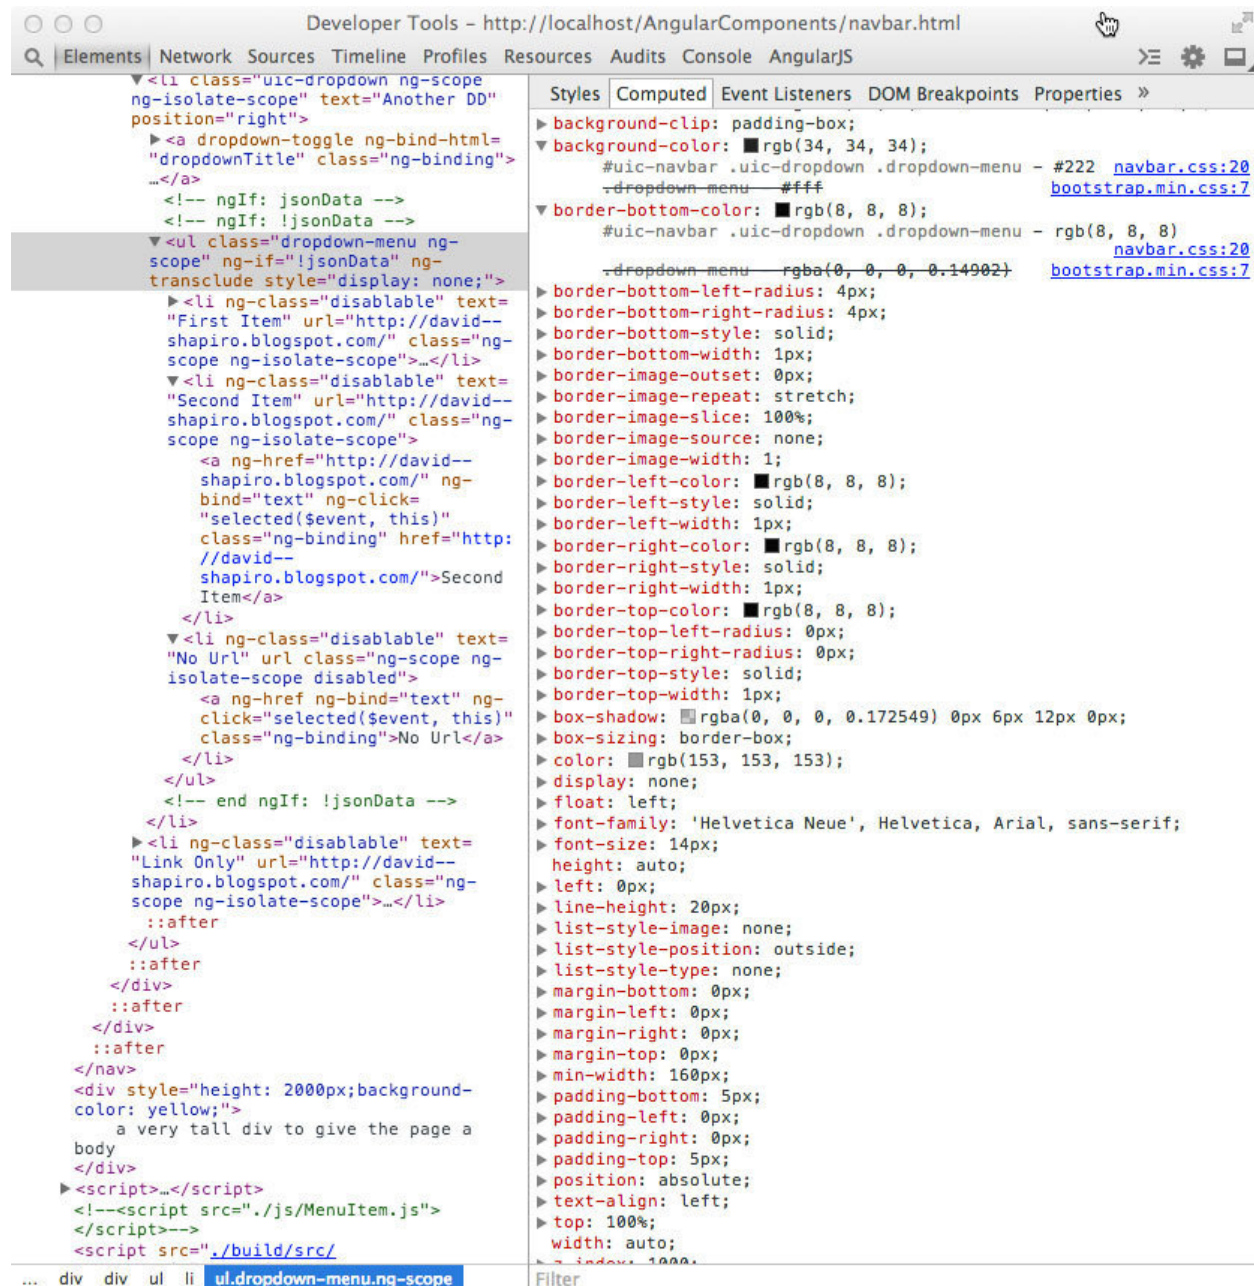 Developer Tools - http://localhost/AngularComponents/navbar.html
Elements Network Sources Timeline Profiles Resources Audits Console AngularJS
▼<li class="uic-dropdown ng-scope
ng-isolate-scope" text="Another DD"
position="right">
▶<a dropdown-toggle ng-bind-html=
"dropdownTitle" class="ng-binding">
…</a>
<!-- ngIf: jsonData -->
<!-- ngIf: !jsonData -->
▼<ul class="dropdown-menu ng-
scope" ng-if="!jsonData" ng-
transclude style="display: none;">
▶<li ng-class="disablable" text=
"First Item" url="http://david--
shapiro.blogspot.com/" class="ng-
scope ng-isolate-scope">…</li>
▼<li ng-class="disablable" text=
"Second Item" url="http://david--
shapiro.blogspot.com/" class="ng-
scope ng-isolate-scope">
<a ng-href="http://david--
shapiro.blogspot.com/" ng-
bind="text" ng-click=
"selected($event, this)"
class="ng-binding" href="http:
//david--
shapiro.blogspot.com/">Second
Item</a>
</li>
▼<li ng-class="disablable" text=
"No Url" url class="ng-scope ng-
isolate-scope disabled">
<a ng-href ng-bind="text" ng-
click="selected($event, this)"
class="ng-binding">No Url</a>
</li>
</ul>
<!-- end ngIf: !jsonData -->
</li>
▶<li ng-class="disablable" text=
"Link Only" url="http://david--
shapiro.blogspot.com/" class="ng-
scope ng-isolate-scope">…</li>
::after
</ul>
::after
</div>
::after
</div>
::after
</nav>
<div style="height: 2000px;background-
color: yellow;">
a very tall div to give the page a
body
</div>
▶<script>…</script>
<!--<script src="./js/MenuItem.js">
</script>-->
<script src="./build/src/
... div div ul li ul.dropdown-menu.ng-scope
Styles Computed Event Listeners DOM Breakpoints Properties »
▶ background-clip: padding-box;
▼ background-color: rgb(34, 34, 34);
#uic-navbar .uic-dropdown .dropdown-menu - #222 navbar.css:20
.dropdown-menu - #fff bootstrap.min.css:7
▼ border-bottom-color: rgb(8, 8, 8);
#uic-navbar .uic-dropdown .dropdown-menu - rgb(8, 8, 8)
navbar.css:20
.dropdown-menu - rgba(0, 0, 0, 0.14902) bootstrap.min.css:7
▶ border-bottom-left-radius: 4px;
▶ border-bottom-right-radius: 4px;
▶ border-bottom-style: solid;
▶ border-bottom-width: 1px;
▶ border-image-outset: 0px;
▶ border-image-repeat: stretch;
▶ border-image-slice: 100%;
▶ border-image-source: none;
▶ border-image-width: 1;
▶ border-left-color: rgb(8, 8, 8);
▶ border-left-style: solid;
▶ border-left-width: 1px;
▶ border-right-color: rgb(8, 8, 8);
▶ border-right-style: solid;
▶ border-right-width: 1px;
▶ border-top-color: rgb(8, 8, 8);
▶ border-top-left-radius: 0px;
▶ border-top-right-radius: 0px;
▶ border-top-style: solid;
▶ border-top-width: 1px;
▶ box-shadow: rgba(0, 0, 0, 0.172549) 0px 6px 12px 0px;
▶ box-sizing: border-box;
▶ color: rgb(153, 153, 153);
▶ display: none;
▶ float: left;
▶ font-family: 'Helvetica Neue', Helvetica, Arial, sans-serif;
▶ font-size: 14px;
height: auto;
▶ left: 0px;
▶ line-height: 20px;
▶ list-style-image: none;
▶ list-style-position: outside;
▶ list-style-type: none;
▶ margin-bottom: 0px;
▶ margin-left: 0px;
▶ margin-right: 0px;
▶ margin-top: 0px;
▶ min-width: 160px;
▶ padding-bottom: 5px;
▶ padding-left: 0px;
▶ padding-right: 0px;
▶ padding-top: 5px;
▶ position: absolute;
▶ text-align: left;
▶ top: 100%;
width: auto;
▶ z-index: 1000;
Filter